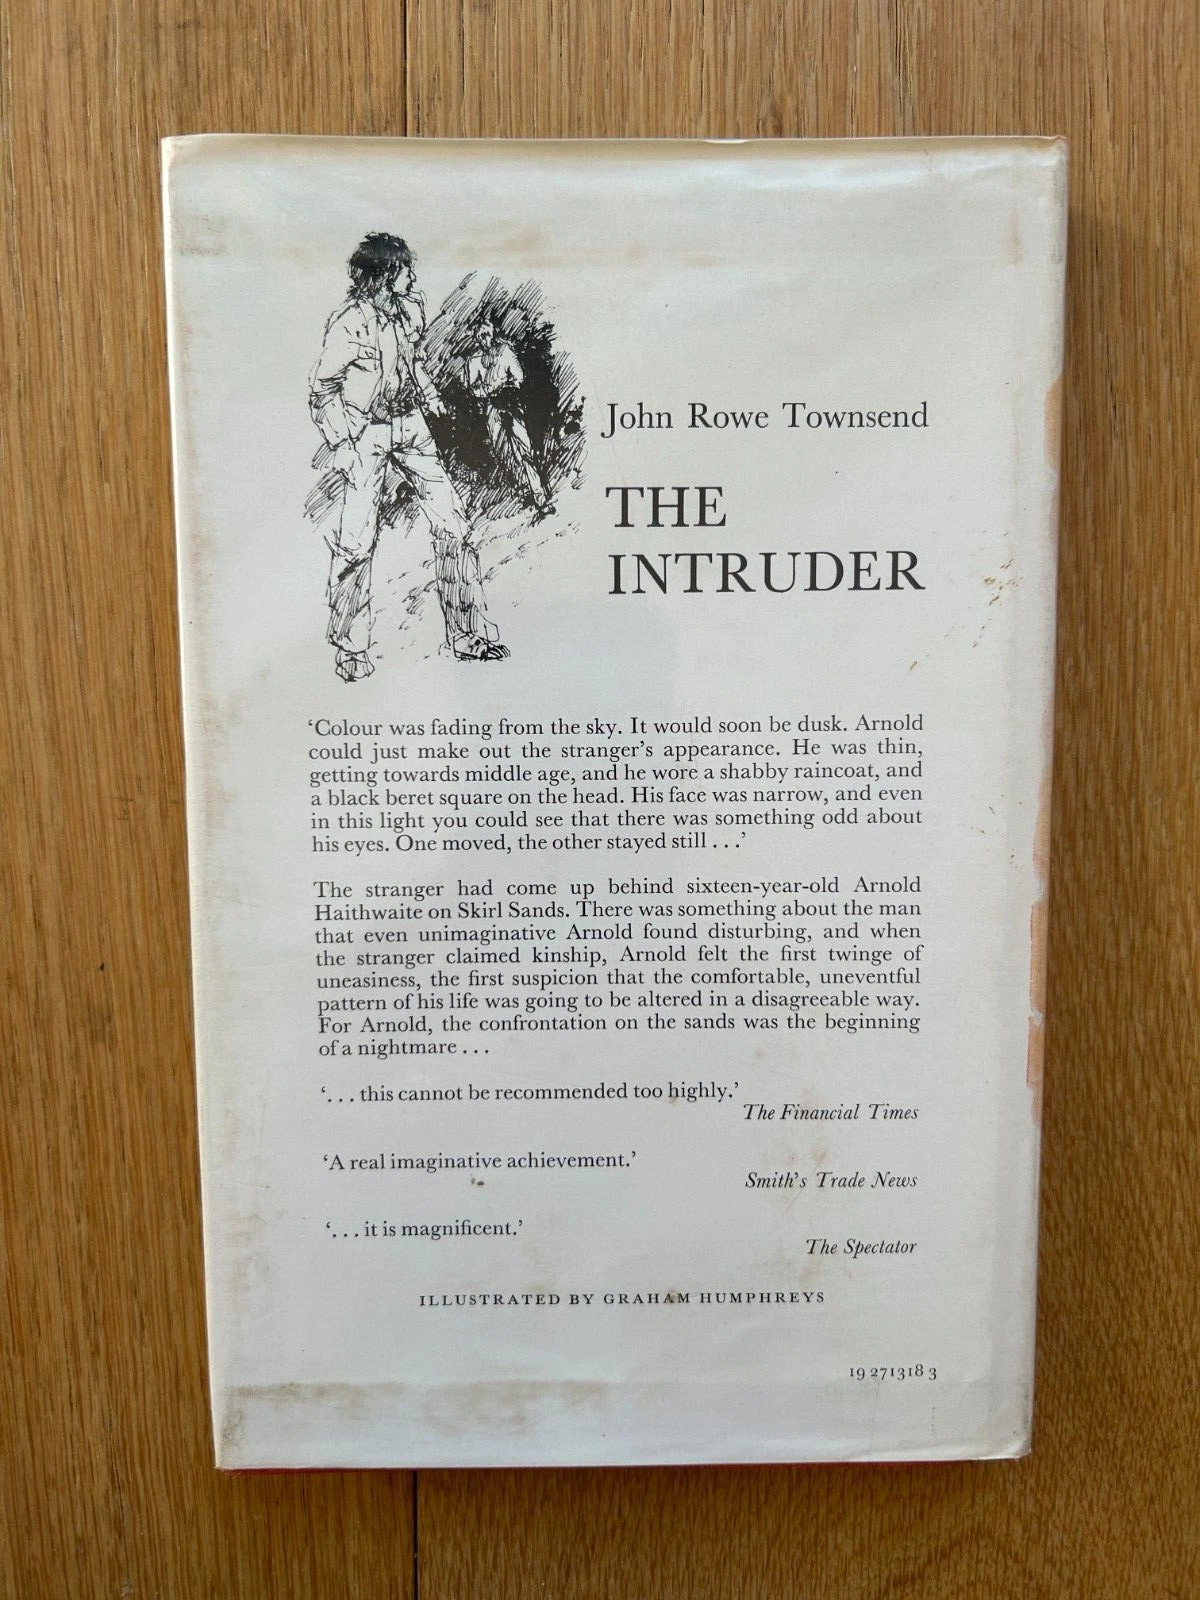 John Rowe Townsend
THE
INTRUDER
‘Colour was fading from the sky. It would soon be dusk. Arnold
could just make out the stranger’s appearance. He was thin,
getting towards middle age, and he wore a shabby raincoat, and
a black beret square on the head. His face was narrow, and even
in this light you could see that there was something odd about
his eyes. One moved, the other stayed still . . .’
The stranger had come up behind sixteen-year-old Arnold
Haithwaite on Skirl Sands. There was something about the man
that even unimaginative Arnold found disturbing, and when
the stranger claimed kinship, Arnold felt the first twinge of
uneasiness, the first suspicion that the comfortable, uneventful
pattern of his life was going to be altered in a disagreeable way.
For Arnold, the confrontation on the sands was the beginning
of a nightmare . . .
‘. . . this cannot be recommended too highly.’
The Financial Times
‘A real imaginative achievement.’
Smith’s Trade News
‘. . . it is magnificent.’
The Spectator
ILLUSTRATED BY GRAHAM HUMPHREYS
19 271318 3